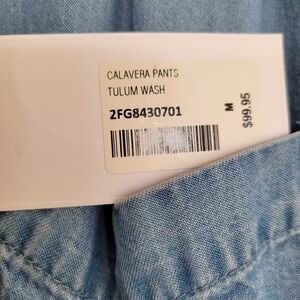 CALAVERA PANTS
TULUM WASH
2FG8430701
M
$99.95